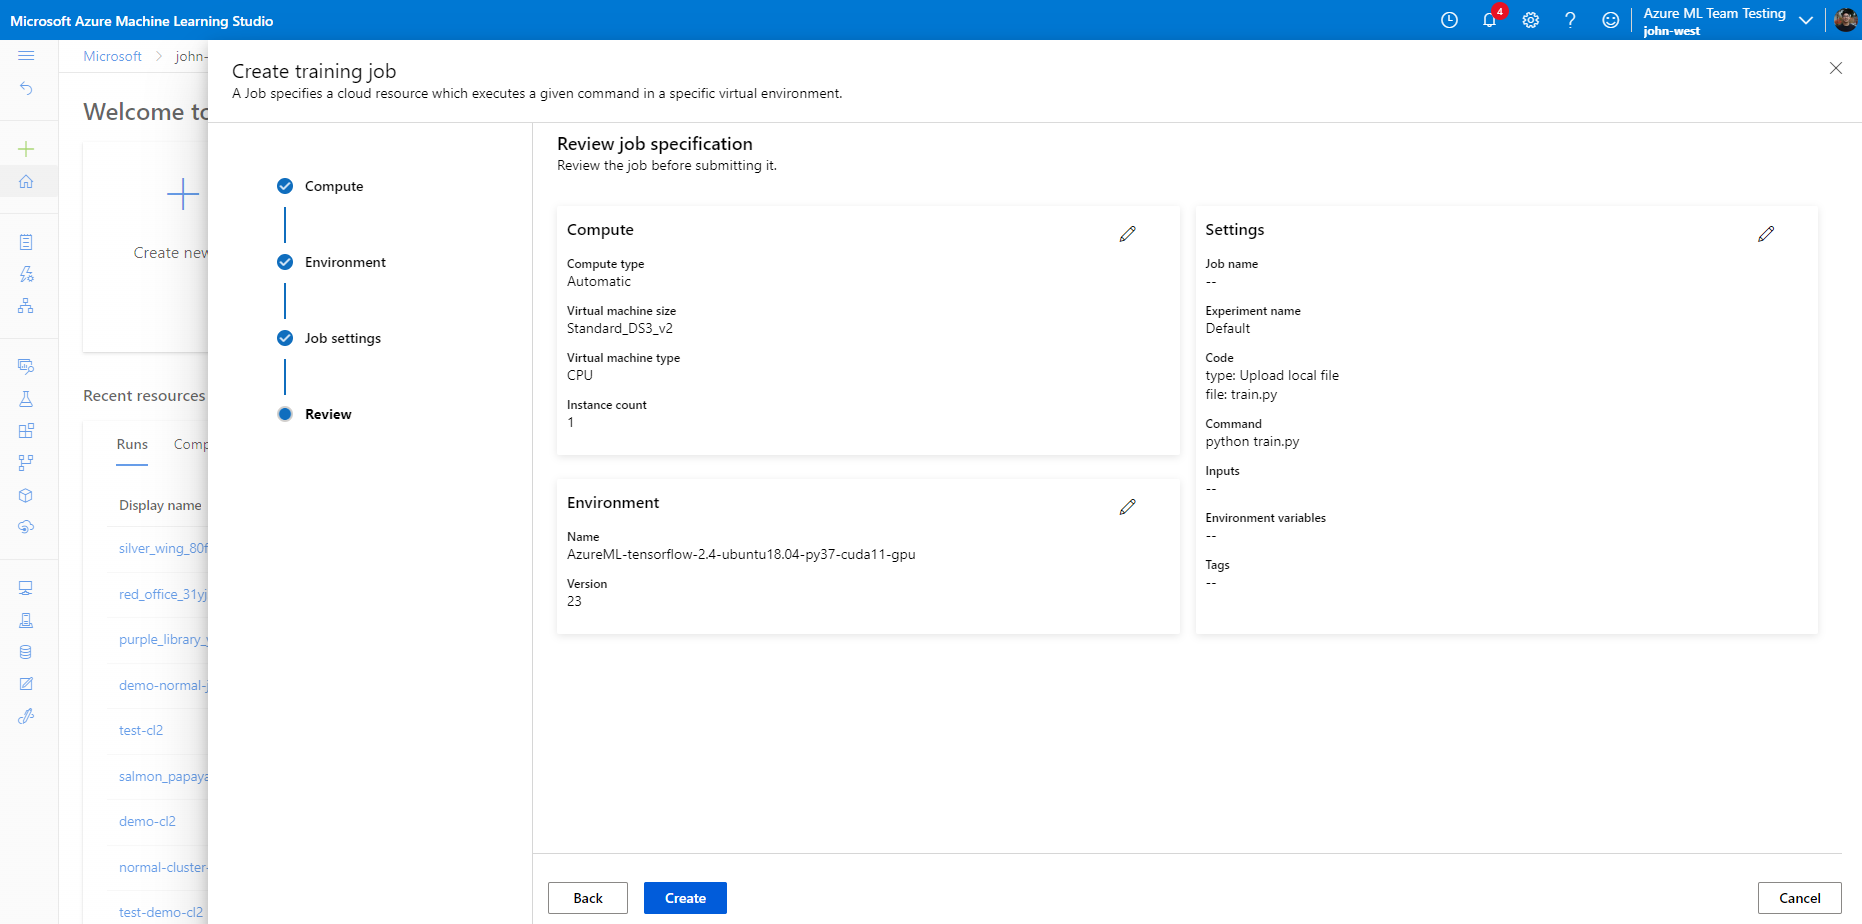 Microsoft Azure Machine Learning Studio
4
Azure ML Team Testing
john-west
Microsoft
john-
Welcome to
Create new
Recent resources
Runs
Comp
Display name
silver_wing_80f
red_office_31yj
purple_library_y
demo-normal-j
test-cl2
salmon_papaya
demo-cl2
normal-cluster-
test-demo-cl2
Create training job
A Job specifies a cloud resource which executes a given command in a specific virtual environment.
Compute
Environment
Job settings
Review
Review job specification
Review the job before submitting it.
Compute
Compute type
Automatic
Virtual machine size
Standard_DS3_v2
Virtual machine type
CPU
Instance count
1
Environment
Name
AzureML-tensorflow-2.4-ubuntu18.04-py37-cuda11-gpu
Version
23
Settings
Job name
--
Experiment name
Default
Code
type: Upload local file
file: train.py
Command
python train.py
Inputs
--
Environment variables
--
Tags
--
Back
Create
Cancel